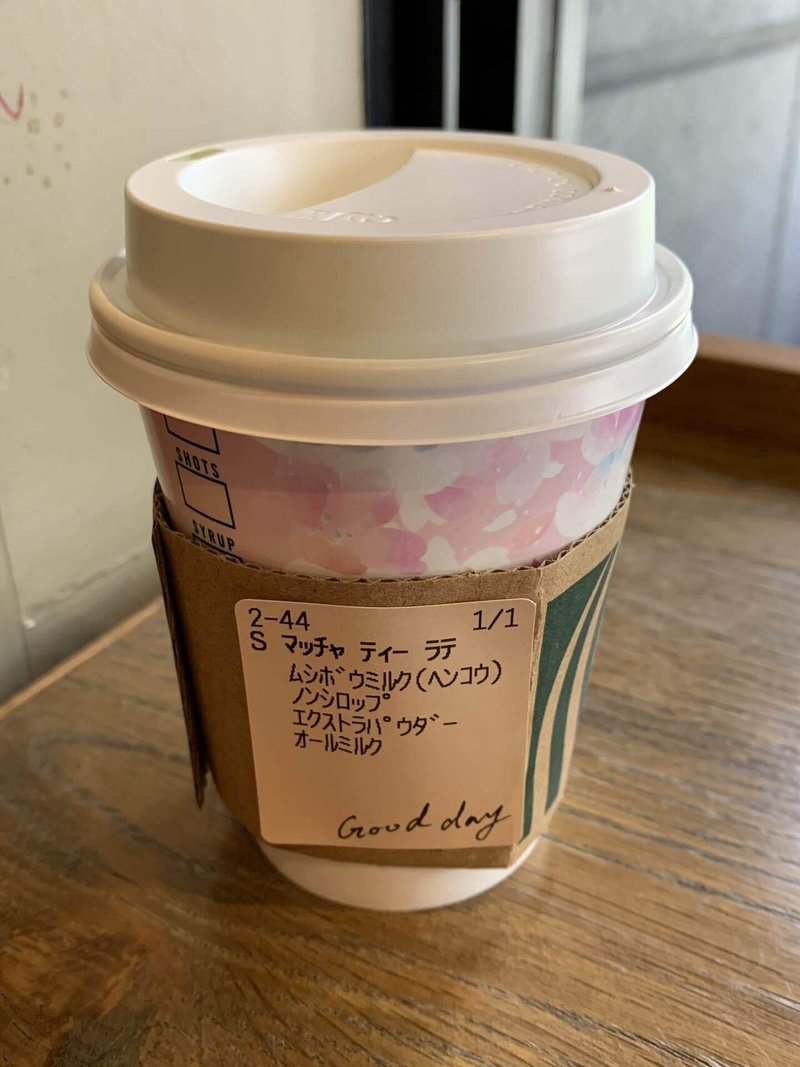 SHOTS
SYRUP
2-44 1/1
S マッチャ ティー ラテ
ムシボウミルク(ヘンコウ)
ノンシロップ
エクストラパウダー
オールミルク
Good day